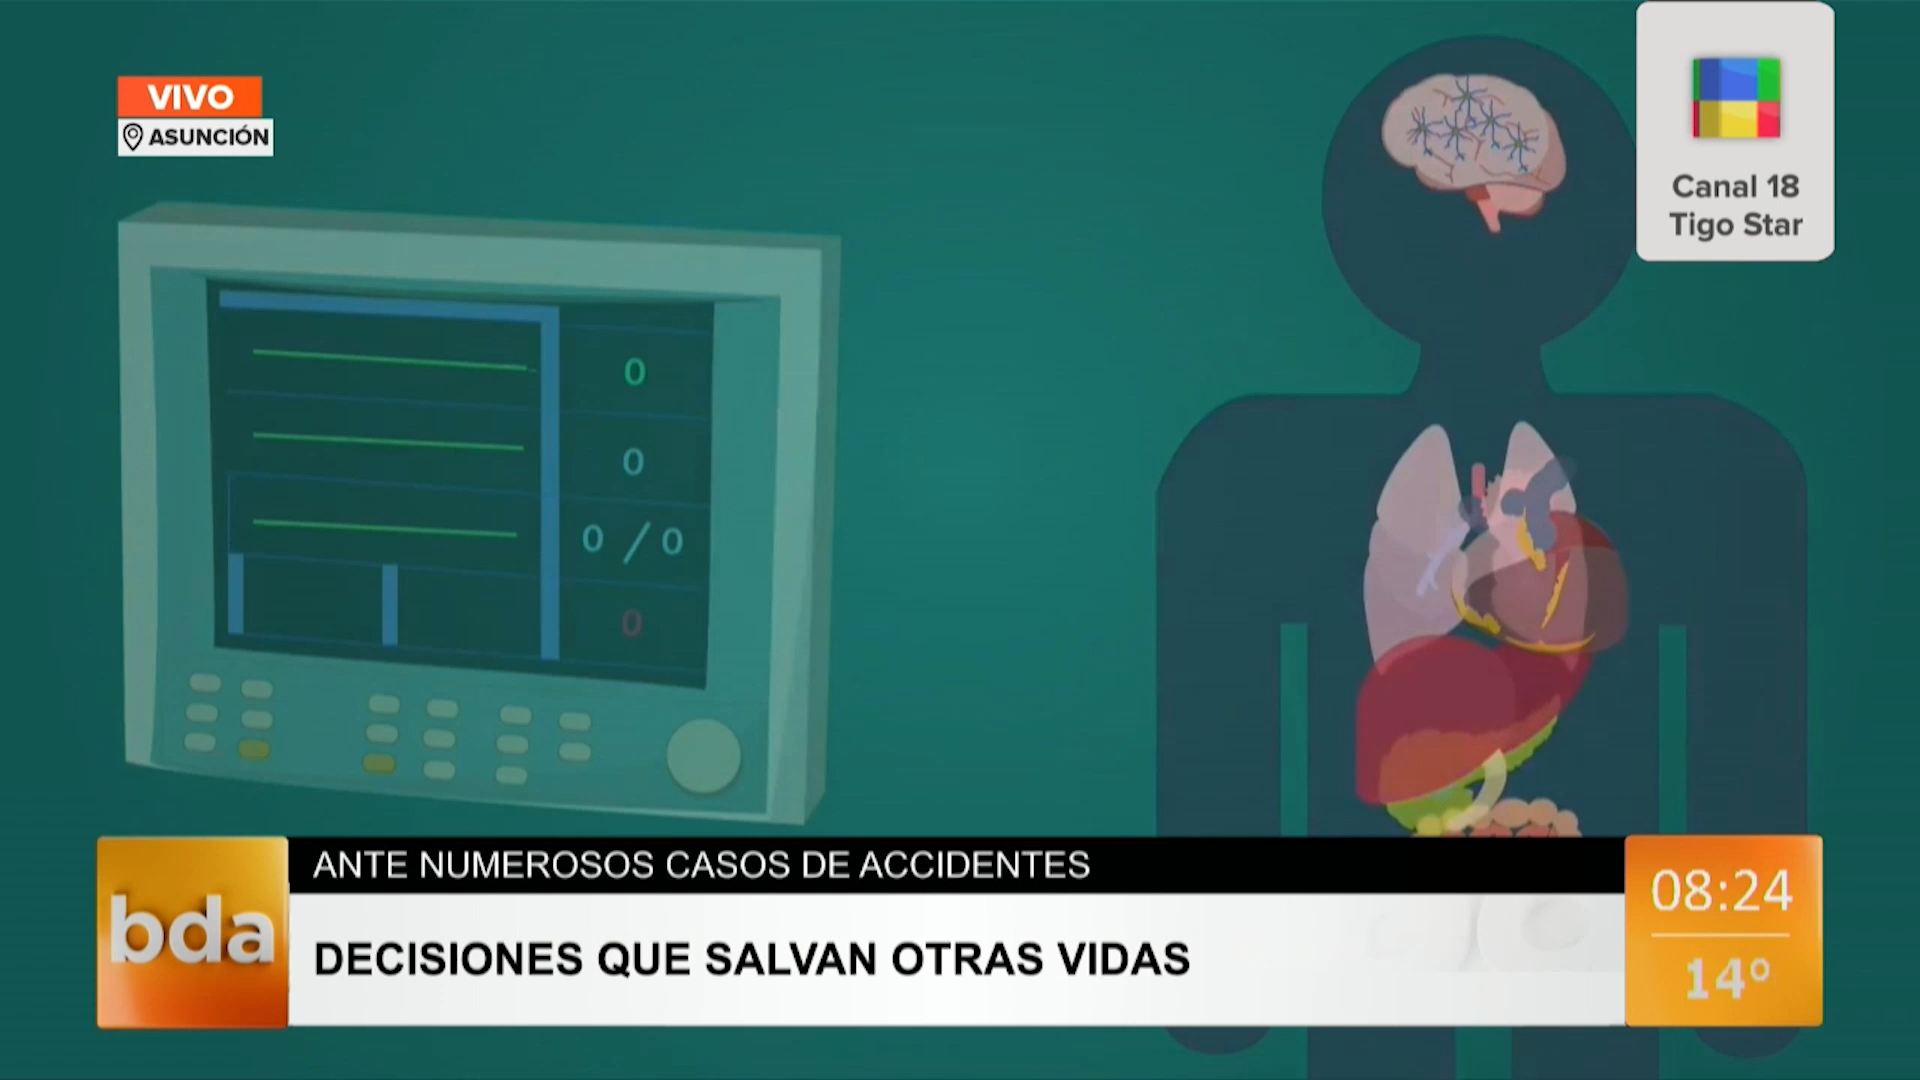 VIVO
ASUNCIÓN
Canal 18
Tigo Star
0
0
0 / 0
0
ANTE NUMEROSOS CASOS DE ACCIDENTES
bda
DECISIONES QUE SALVAN OTRAS VIDAS
08:24
14º